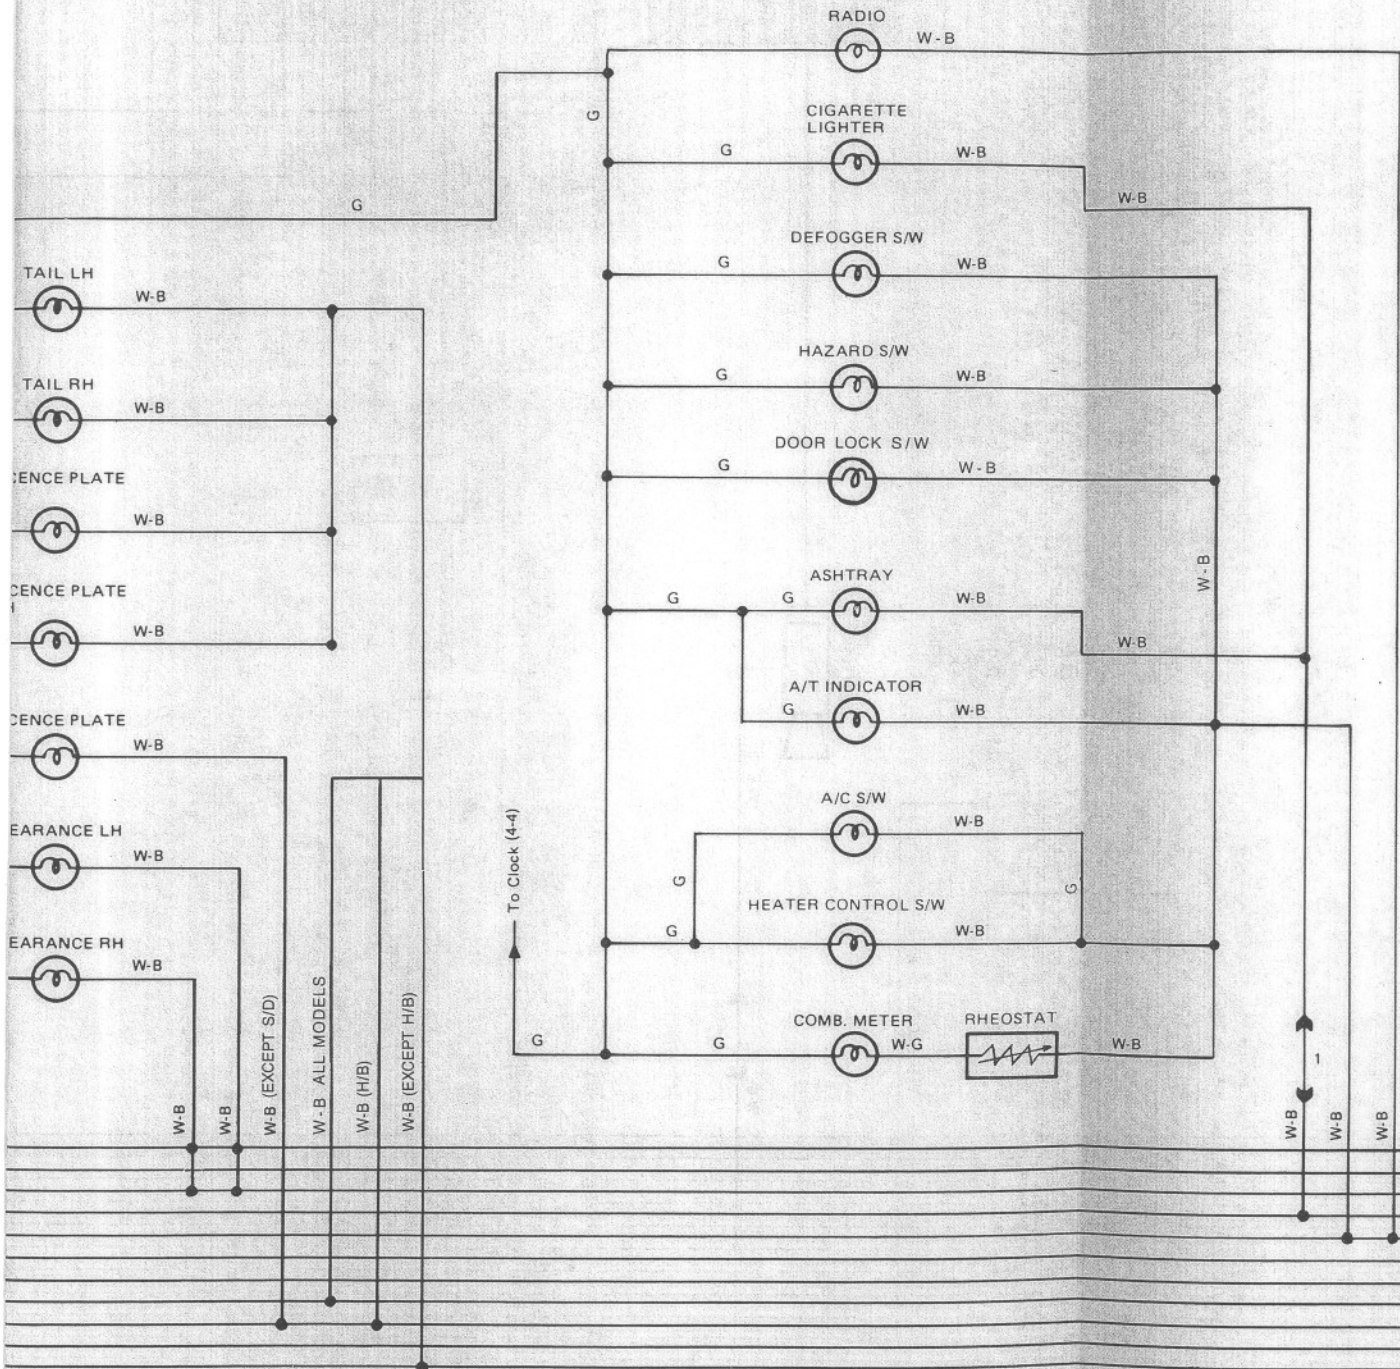 RADIO
W-B
G
CIGARETTE
LIGHTER
G
W-B
W-B
G
DEFOGGER S/W
G
W-B
TAIL LH
W-B
HAZARD S/W
G
W-B
TAIL RH
W-B
DOOR LOCK S/W
G
W-B
CENCE PLATE
W-B
W-B
ASHTRAY
G
G
W-B
CENCE PLATE
W-B
W-B
A/T INDICATOR
G
W-B
CENCE PLATE
W-B
A/C S/W
W-B
EARANCE LH
W-B
To Clock (4-4)
G
G
HEATER CONTROL S/W
G
W-B
EARANCE RH
W-B
COMB. METER
RHEOSTAT
G
G
W-G
W-B
1
W-B
W-B
W-B (EXCEPT S/D)
W-B ALL MODELS
W-B (H/B)
W-B (EXCEPT H/B)
W-B
W-B
W-B